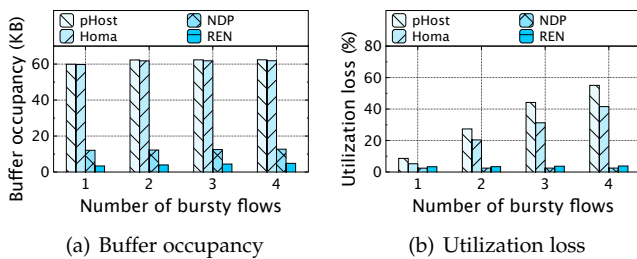 pHost NDP
Homa REN
Buffer occupancy (KB)
60
40
20
0
1 2 3 4
Number of bursty flows
(a) Buffer occupancy
pHost NDP
Homa REN
Utilization loss (%)
80
60
40
20
0
1 2 3 4
Number of bursty flows
(b) Utilization loss